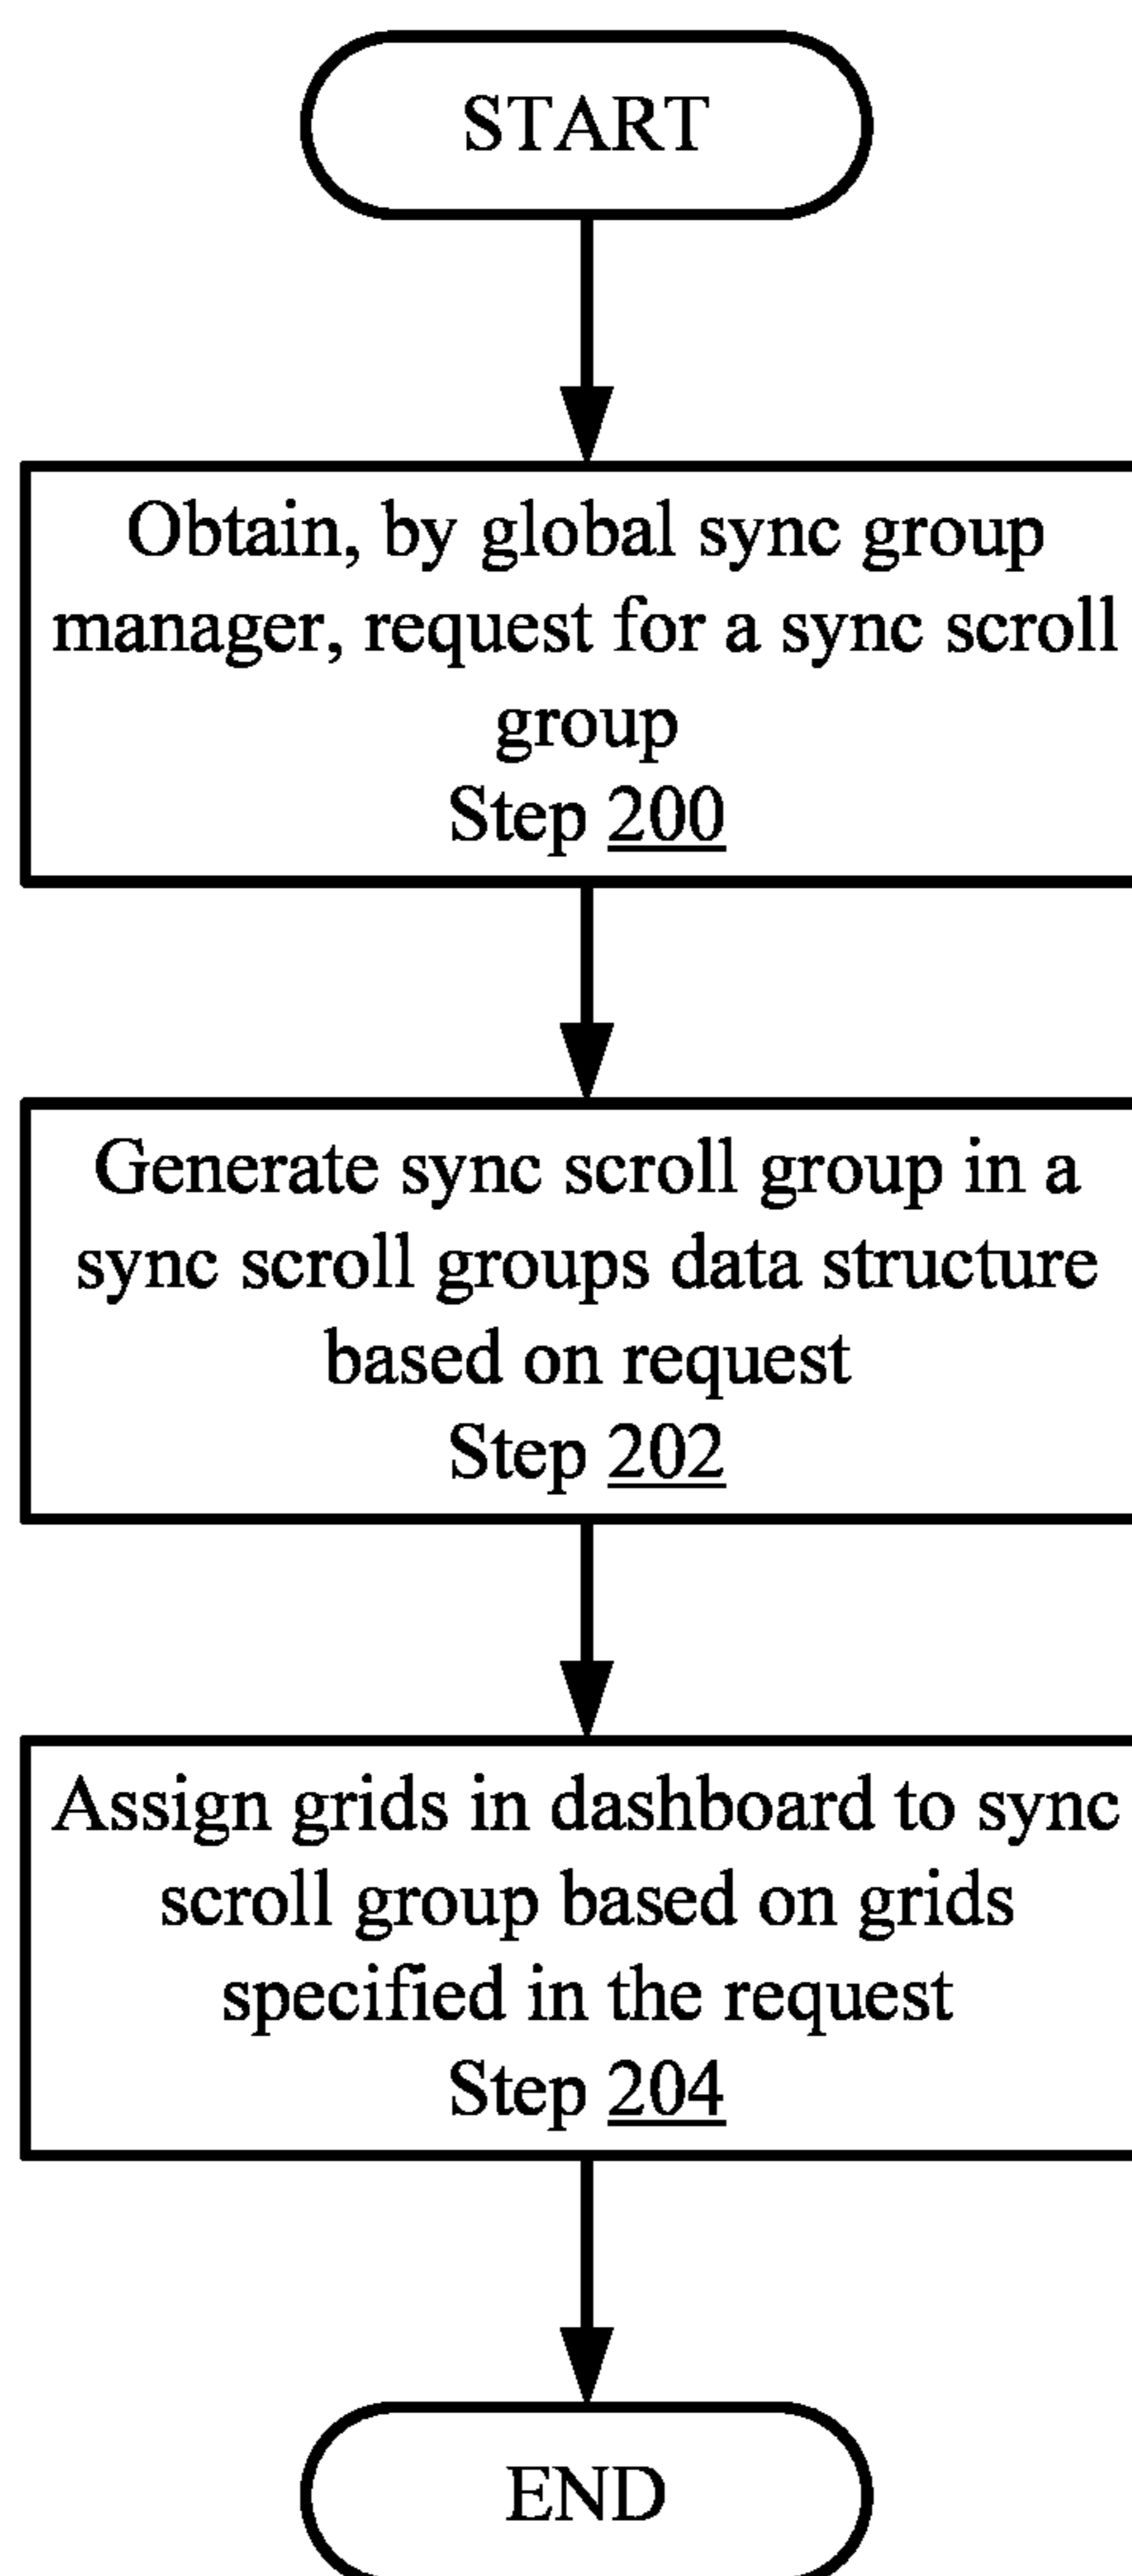 START
Obtain, by global sync group
manager, request for a sync scroll
group
Step 200
Generate sync scroll group in a
sync scroll groups data structure
based on request
Step 202
Assign grids in dashboard to sync
scroll group based on grids
specified in the request
Step 204
END